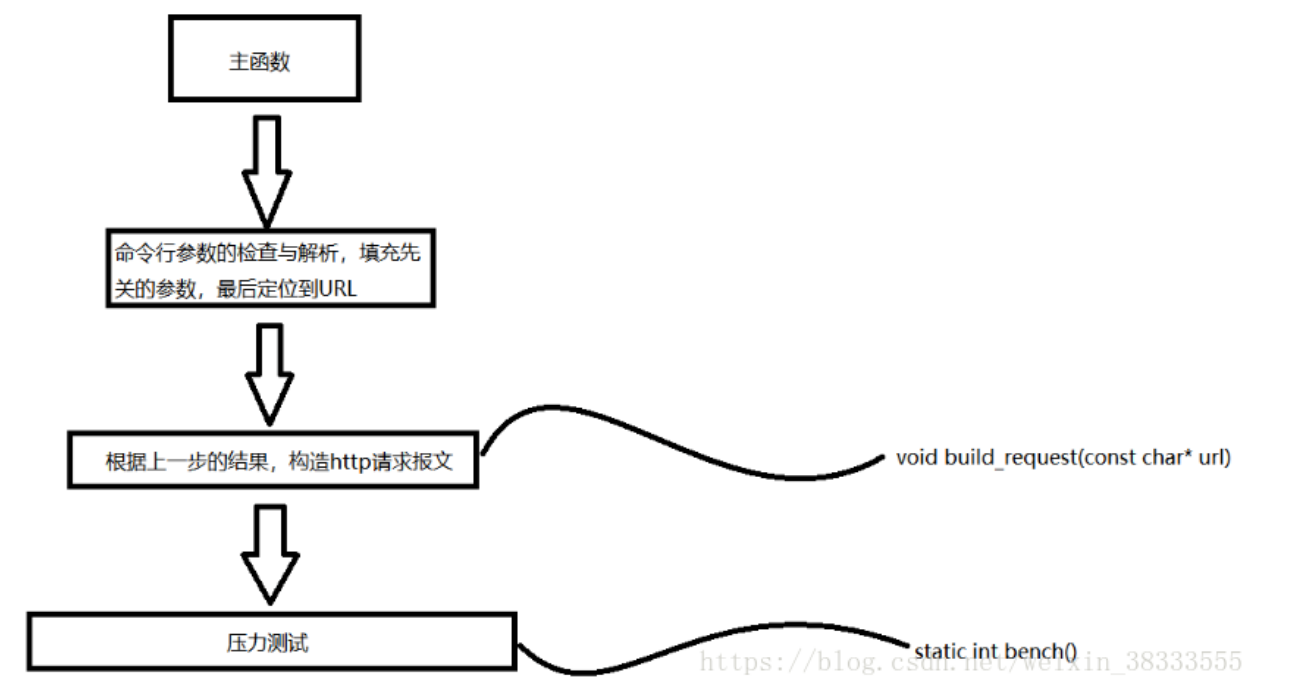 主函数
命令行参数的检查与解析，填充先
关的参数，最后定位到URL
根据上一步的结果，构造http请求报文
void build_request(const char* url)
压力测试
static int bench()
https://blog.csdn.net/weixin_38333555